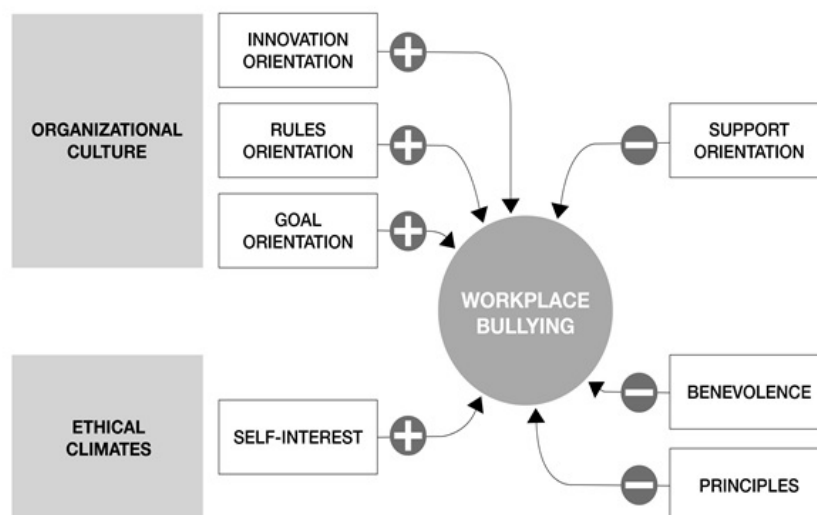 INNOVATION
ORIENTATION
ORGANIZATIONAL
CULTURE
RULES
ORIENTATION
SUPPORT
ORIENTATION
GOAL
ORIENTATION
WORKPLACE
BULLYING
ETHICAL
CLIMATES
SELF-INTEREST
BENEVOLENCE
PRINCIPLES